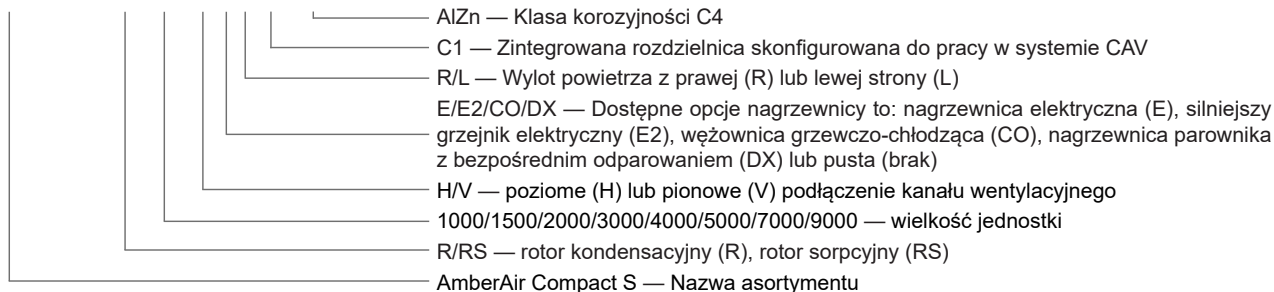 AlZn — Klasa korozyjności C4
C1 — Zintegrowana rozdzielnica skonfigurowana do pracy w systemie CAV
R/L — Wylot powietrza z prawej (R) lub lewej strony (L)
E/E2/CO/DX — Dostępne opcje nagrzewnicy to: nagrzewnica elektryczna (E), silniejszy
grzejnik elektryczny (E2), wężownica grzewczo-chłodząca (CO), nagrzewnica parownika
z bezpośrednim odparowaniem (DX) lub pusta (brak)
H/V — poziome (H) lub pionowe (V) podłączenie kanału wentylacyjnego
1000/1500/2000/3000/4000/5000/7000/9000 — wielkość jednostki
R/RS — rotor kondensacyjny (R), rotor sorpcyjny (RS)
AmberAir Compact S — Nazwa asortymentu